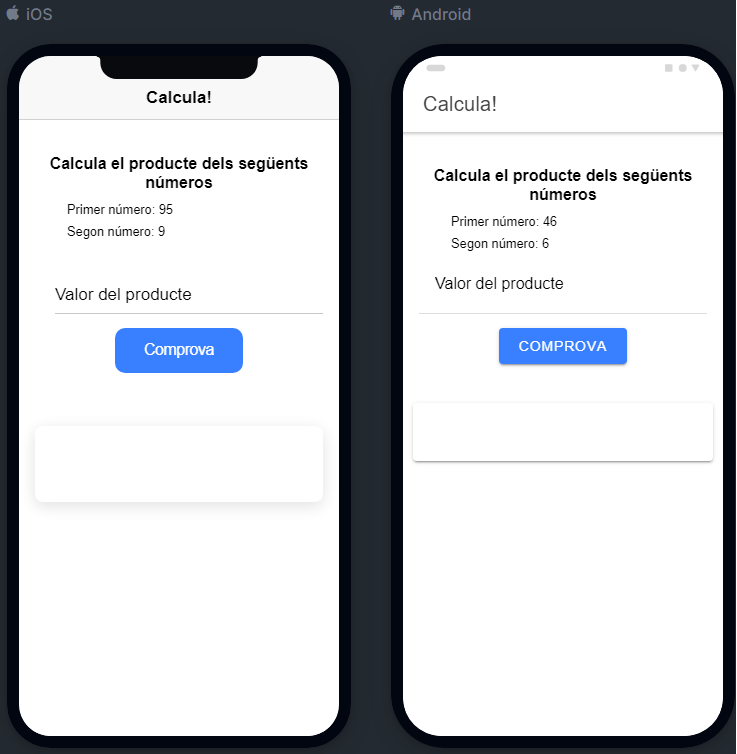 iOS
Calcula!
Calcula el producte dels següents
números
Primer número: 95
Segon número: 9
Valor del producte
Comprova
Android
Calcula!
Calcula el producte dels següents
números
Primer número: 46
Segon número: 6
Valor del producte
COMPROVA